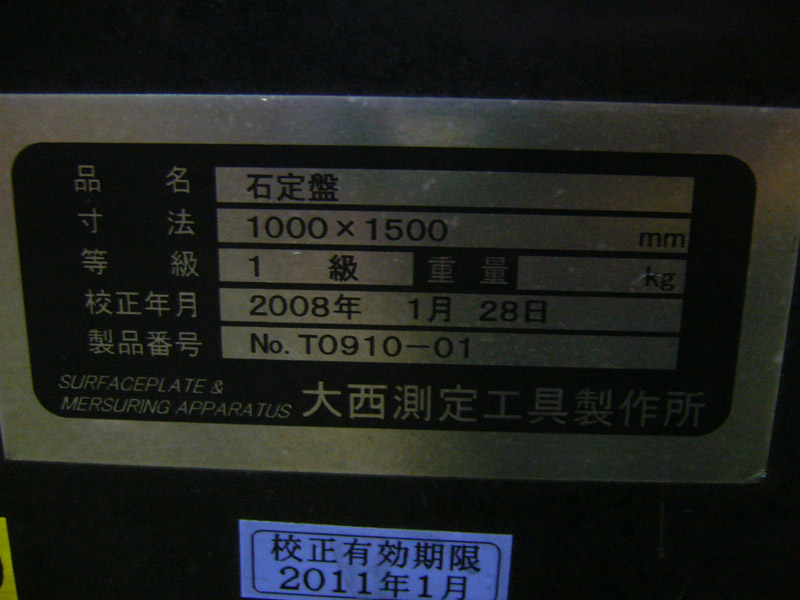 品名 石定盤
寸法 1000×1500 mm
等級 1 級 重量 kg
校正年月 2008年 1月 28日
製品番号 No. T0910-01
SURFACEPLATE &
MERSURING APPARATUS 大西測定工具製作所
校正有効期限
2011年1月